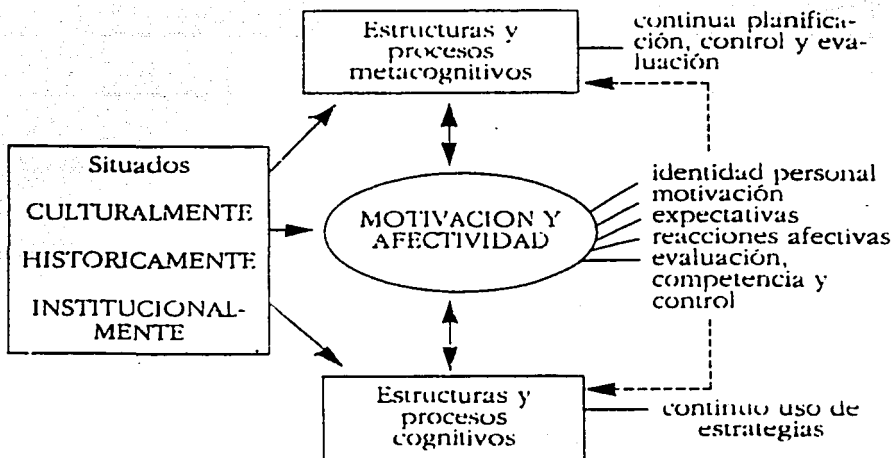 Estructuras y
procesos
metacognitivos
continua planifica-
ción, control y eva-
luación
Situados
CULTURALMENTE
HISTORICAMENTE
INSTITUCIONAL-
MENTE
MOTIVACION Y
AFECTIVIDAD
identidad personal
motivación
expectativas
reacciones afectivas
evaluación,
competencia y
control
Estructuras y
procesos
cognitivos
continuo uso de
estrategias